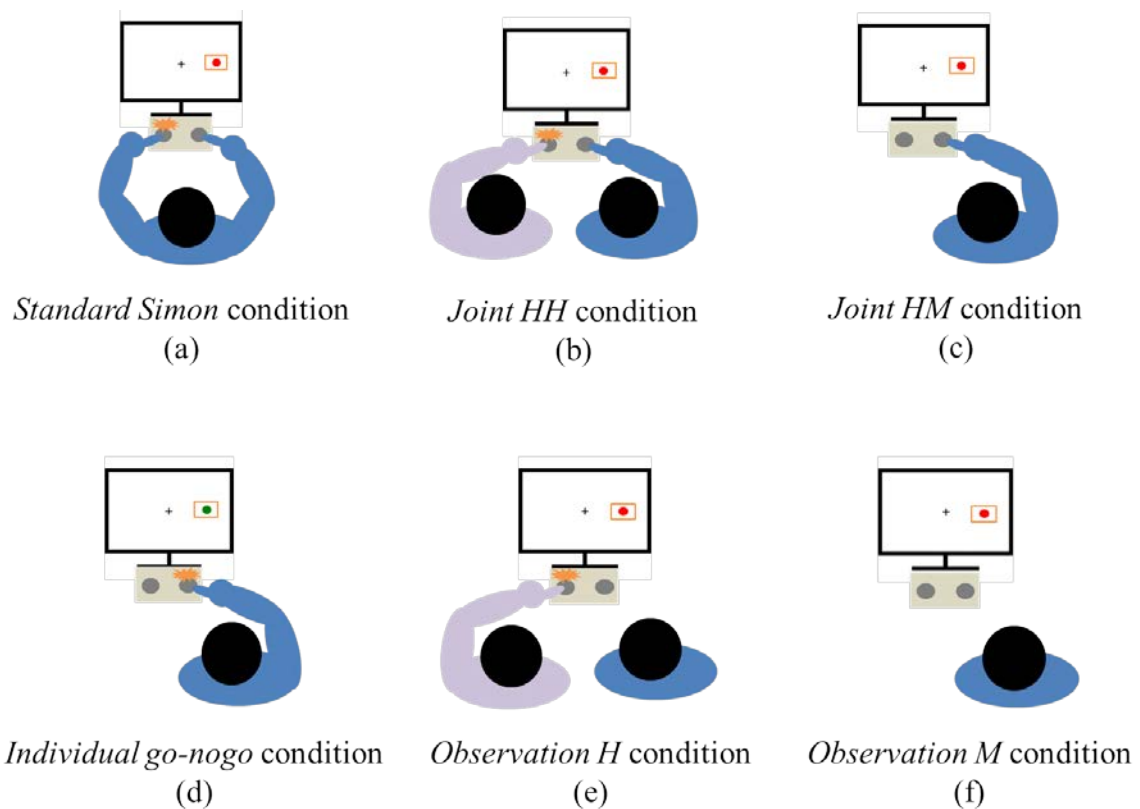 Standard Simon condition
(a)
Joint HH condition
(b)
Joint HM condition
(c)
Individual go-nogo condition
(d)
Observation H condition
(e)
Observation M condition
(f)